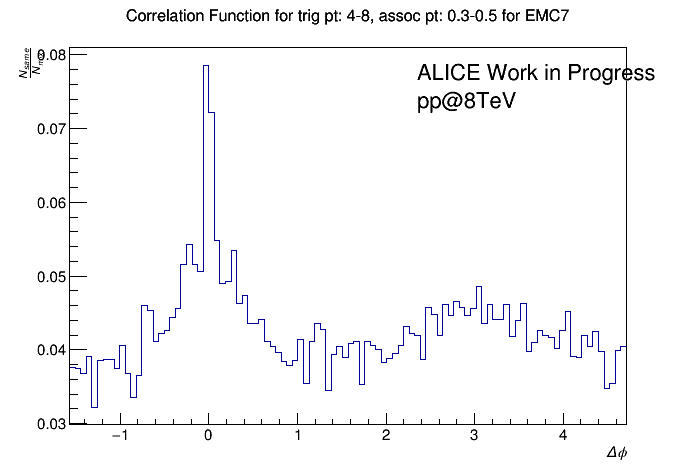 Correlation Function for trig pt: 4-8, assoc pt: 0.3-0.5 for EMC7
ALICE Work in Progress
pp@8TeV
N same
0.08
0.07
0.06
0.05
0.04
0.03
−1 0 1 2 3 4
Δϕ